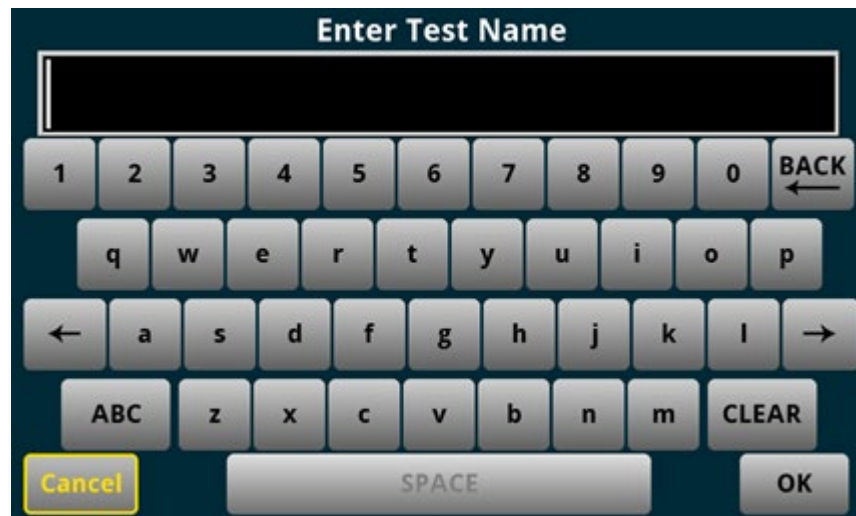 Enter Test Name
1 2 3 4 5 6 7 8 9 0 BACK
q w e r t y u i o p
← a s d f g h j k l →
ABC z x c v b n m CLEAR
Cancel SPACE OK